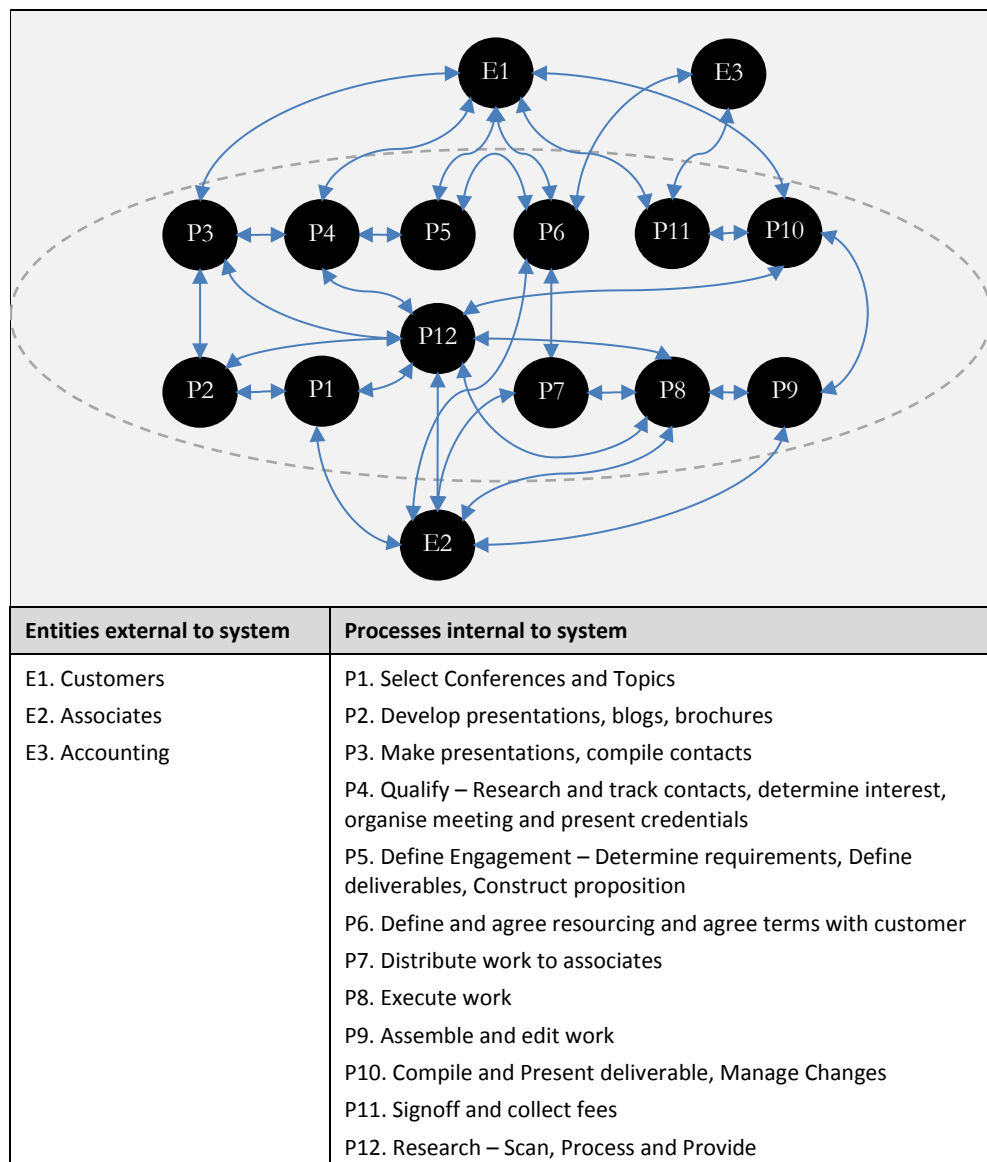 E1
E3
P3
P4
P5
P6
P11
P10
P12
P2
P1
P7
P8
P9
E2
Entities external to system
Processes internal to system
E1. Customers
E2. Associates
E3. Accounting
P1. Select Conferences and Topics
P2. Develop presentations, blogs, brochures
P3. Make presentations, compile contacts
P4. Qualify – Research and track contacts, determine interest,
organise meeting and present credentials
P5. Define Engagement – Determine requirements, Define
deliverables, Construct proposition
P6. Define and agree resourcing and agree terms with customer
P7. Distribute work to associates
P8. Execute work
P9. Assemble and edit work
P10. Compile and Present deliverable, Manage Changes
P11. Signoff and collect fees
P12. Research – Scan, Process and Provide